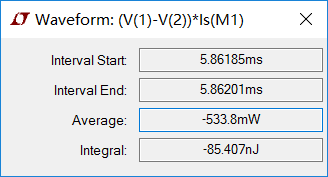 Waveform: (V(1)-V(2))*Is(M1)
Interval Start: 5.86185ms
Interval End: 5.86201ms
Average: -533.8mW
Integral: -85.407nJ